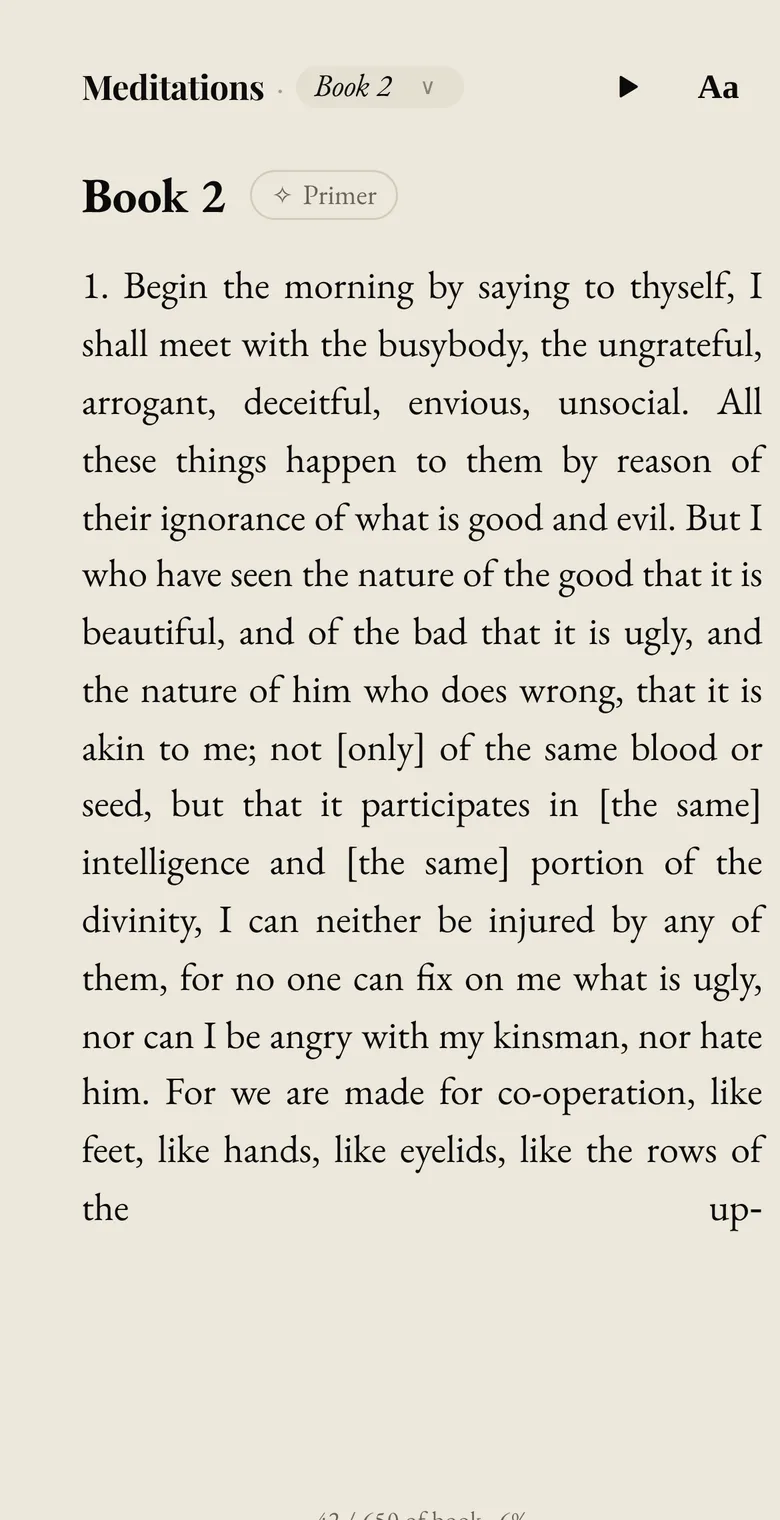 Meditations · Book 2 ∨ Aa
Book 2 ✧ Primer
1. Begin the morning by saying to thyself, I
shall meet with the busybody, the ungrateful,
arrogant, deceitful, envious, unsocial. All
these things happen to them by reason of
their ignorance of what is good and evil. But I
who have seen the nature of the good that it is
beautiful, and of the bad that it is ugly, and
the nature of him who does wrong, that it is
akin to me; not [only] of the same blood or
seed, but that it participates in [the same]
intelligence and [the same] portion of the
divinity, I can neither be injured by any of
them, for no one can fix on me what is ugly,
nor can I be angry with my kinsman, nor hate
him. For we are made for co-operation, like
feet, like hands, like eyelids, like the rows of
the up-
42 / 650 of book · 6%